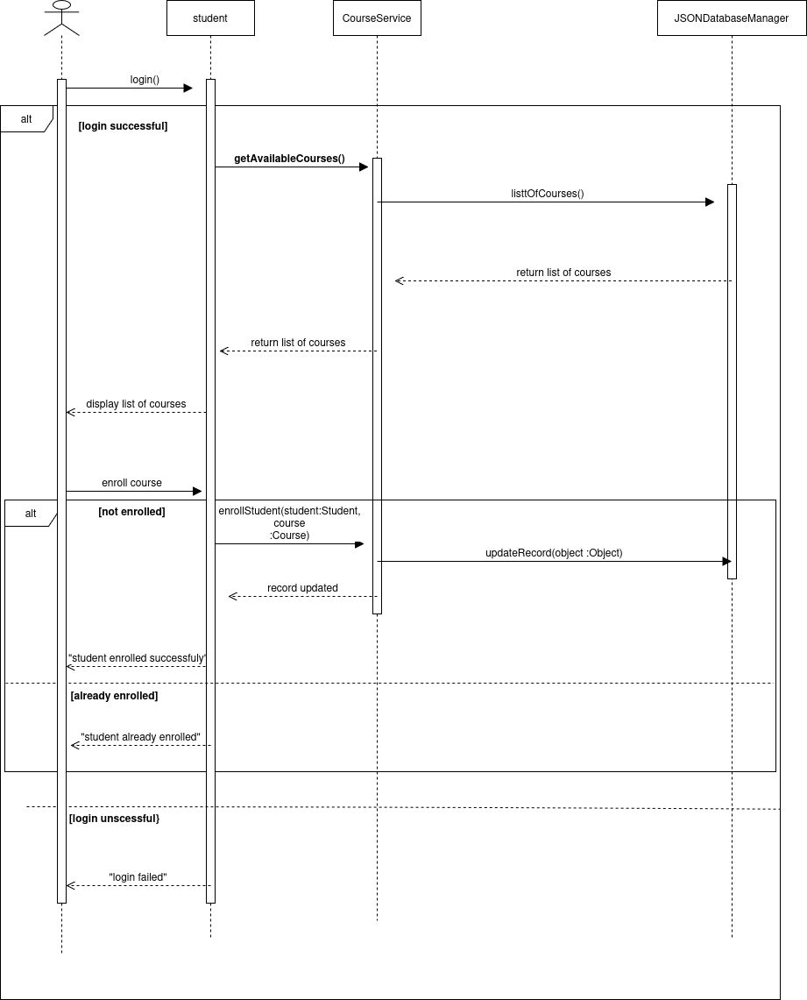 student
CourseService
JSONDatabaseManager
login()
alt
[login successful]
getAvailableCourses()
listtOfCourses()
return list of courses
return list of courses
display list of courses
enroll course
alt
[not enrolled]
enrollStudent(student:Student,
course
:Course)
updateRecord(object :Object)
record updated
"student enrolled successfuly"
[already enrolled]
"student already enrolled"
[login unscessful}
"login failed"